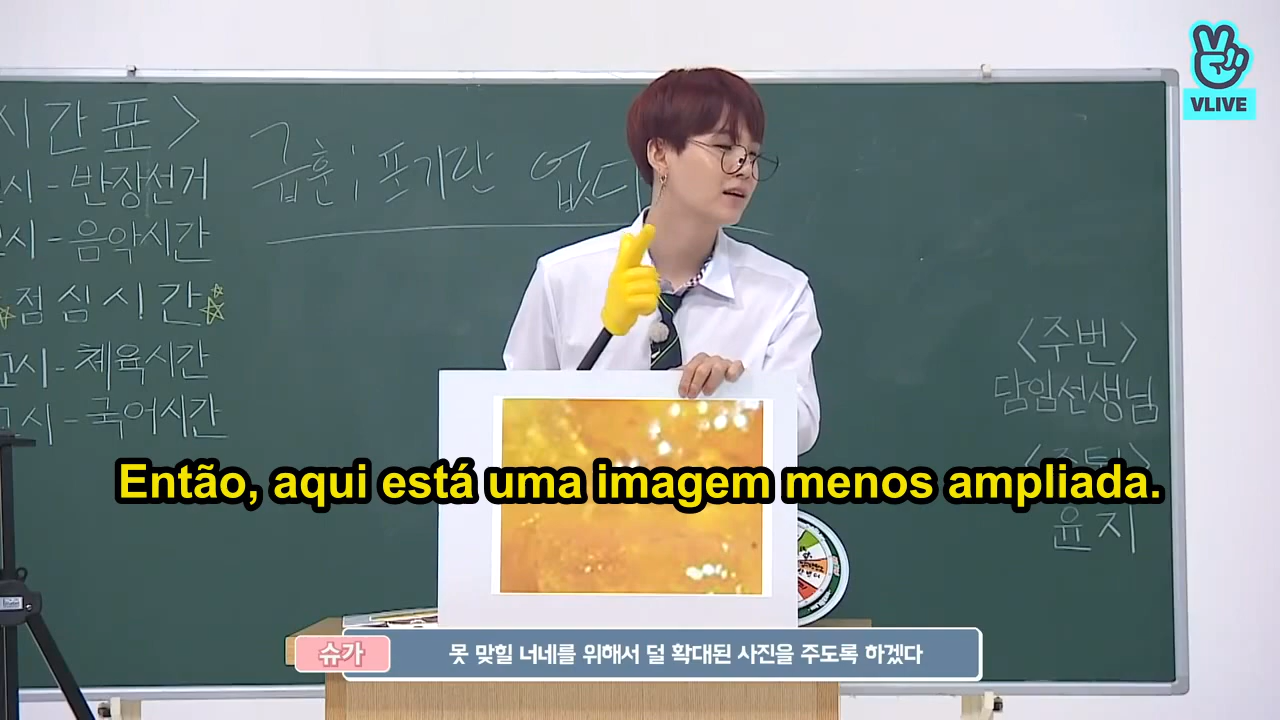 VLIVE
시간표>
교시 - 반장선거
교시 - 음악시간
점심시간
교시 - 체육시간
교시 - 국어시간
급훈; 포기란 없다
<주번>
담임선생님
윤지
Então, aqui está uma imagem menos ampliada.
슈가
못 맞힐 너네를 위해서 덜 확대된 사진을 주도록 하겠다